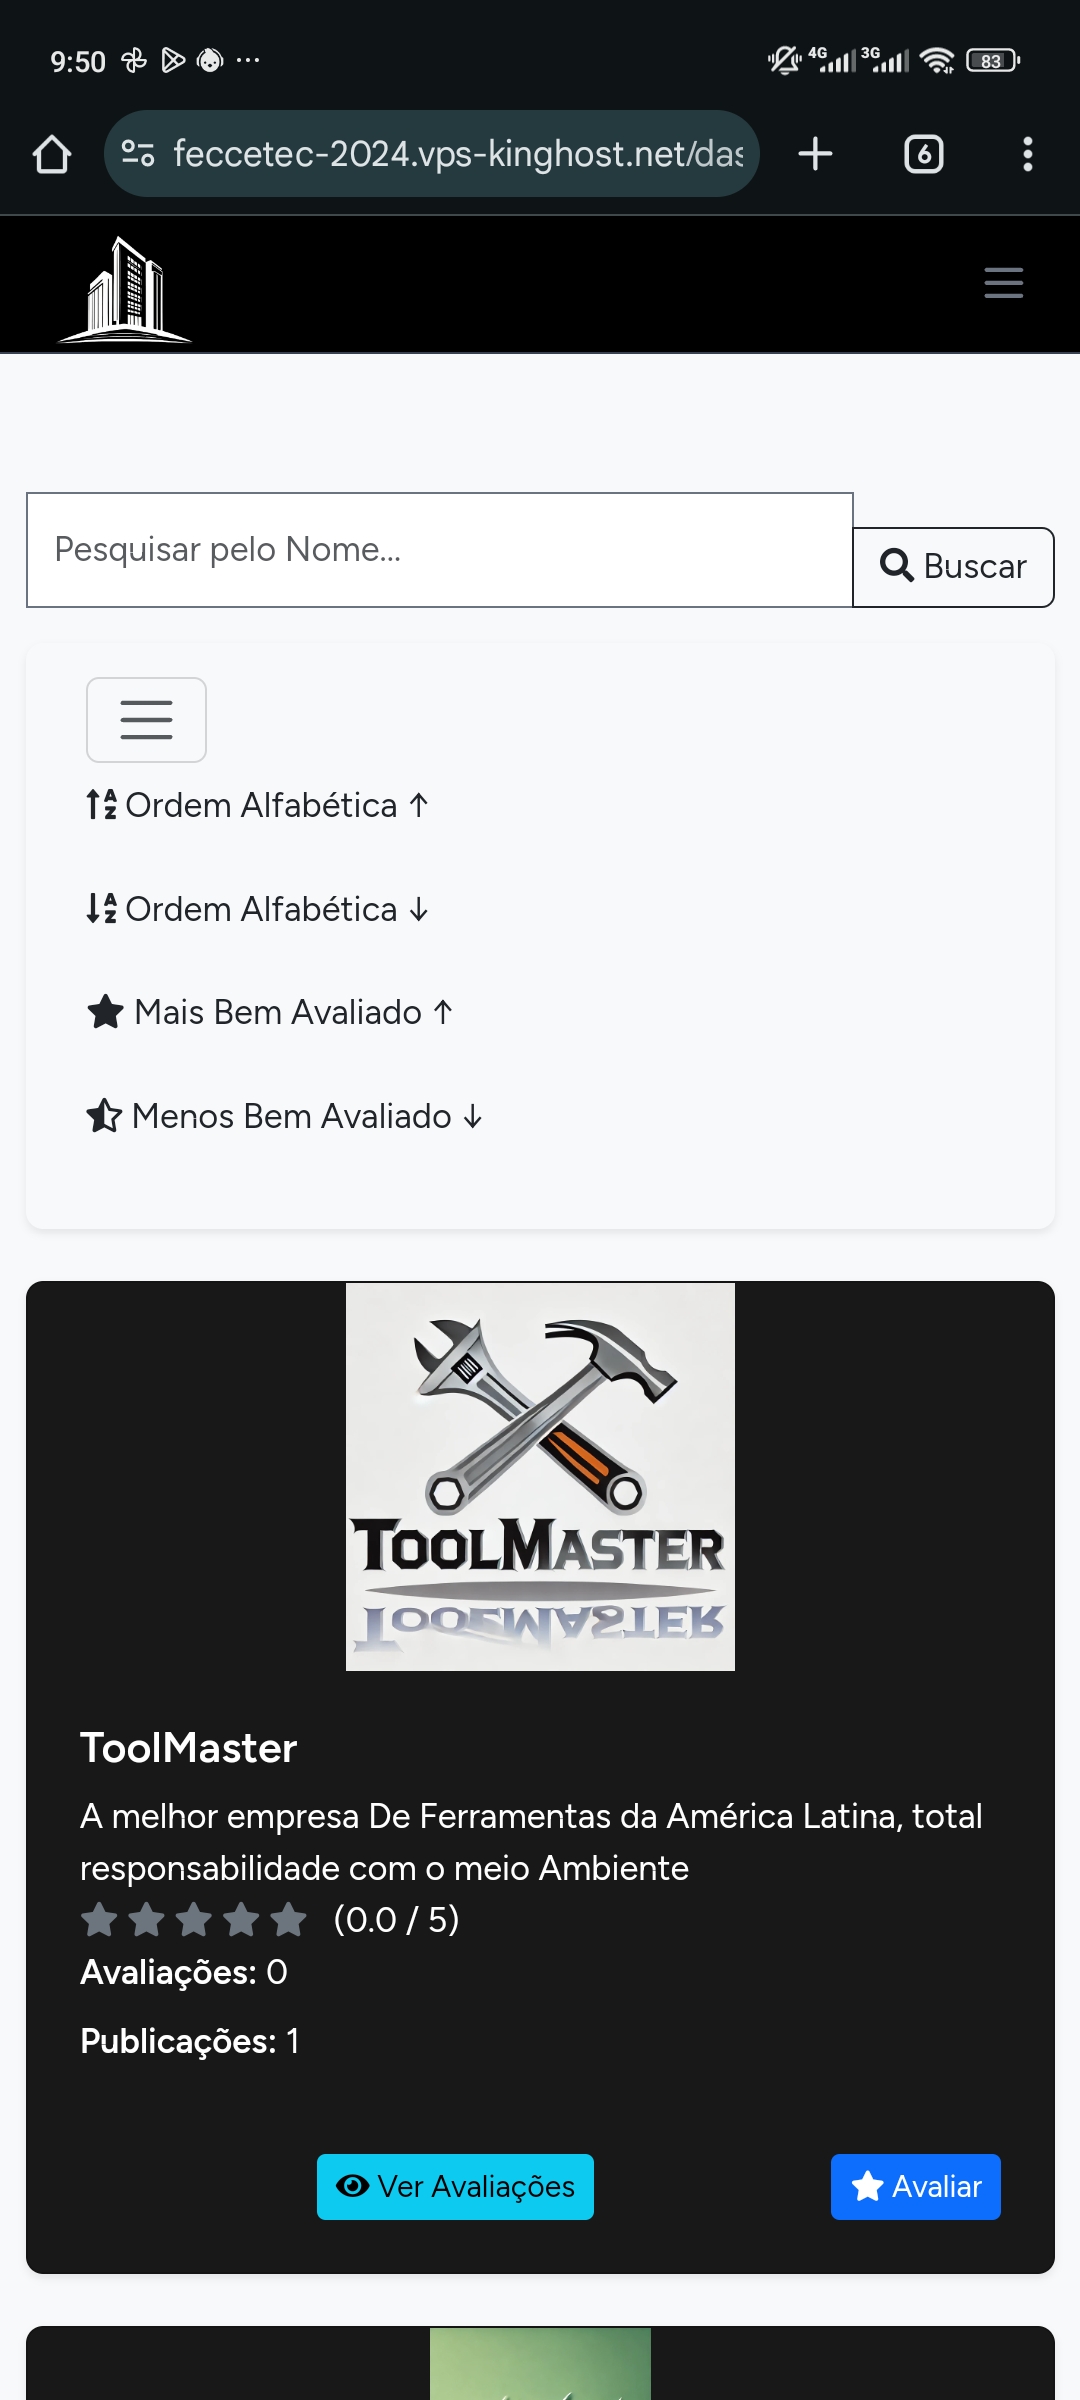 9:50
4G
3G
83
feccetec-2024.vps-kinghost.net/das
6
Pesquisar pelo Nome...
Buscar
Ordem Alfabética ↑
Ordem Alfabética ↓
Mais Bem Avaliado ↑
Menos Bem Avaliado ↓
TOOLMASTER
TOOLMASTER
ToolMaster
A melhor empresa De Ferramentas da América Latina, total
responsabilidade com o meio Ambiente
(0.0 / 5)
Avaliações: 0
Publicações: 1
Ver Avaliações
Avaliar